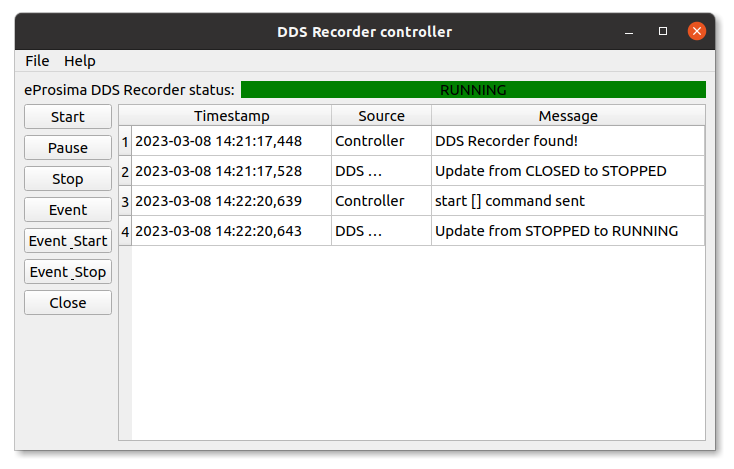 DDS Recorder controller
File Help
eProsima DDS Recorder status: RUNNING
Start
Pause
Stop
Event
Event_Start
Event_Stop
Close
Timestamp Source Message
1 2023-03-08 14:21:17,448 Controller DDS Recorder found!
2 2023-03-08 14:21:17,528 DDS ... Update from CLOSED to STOPPED
3 2023-03-08 14:22:20,639 Controller start [] command sent
4 2023-03-08 14:22:20,643 DDS ... Update from STOPPED to RUNNING